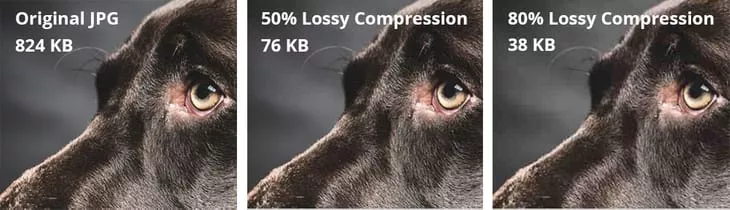 Original JPG
824 KB
50% Lossy Compression
76 KB
80% Lossy Compression
38 KB